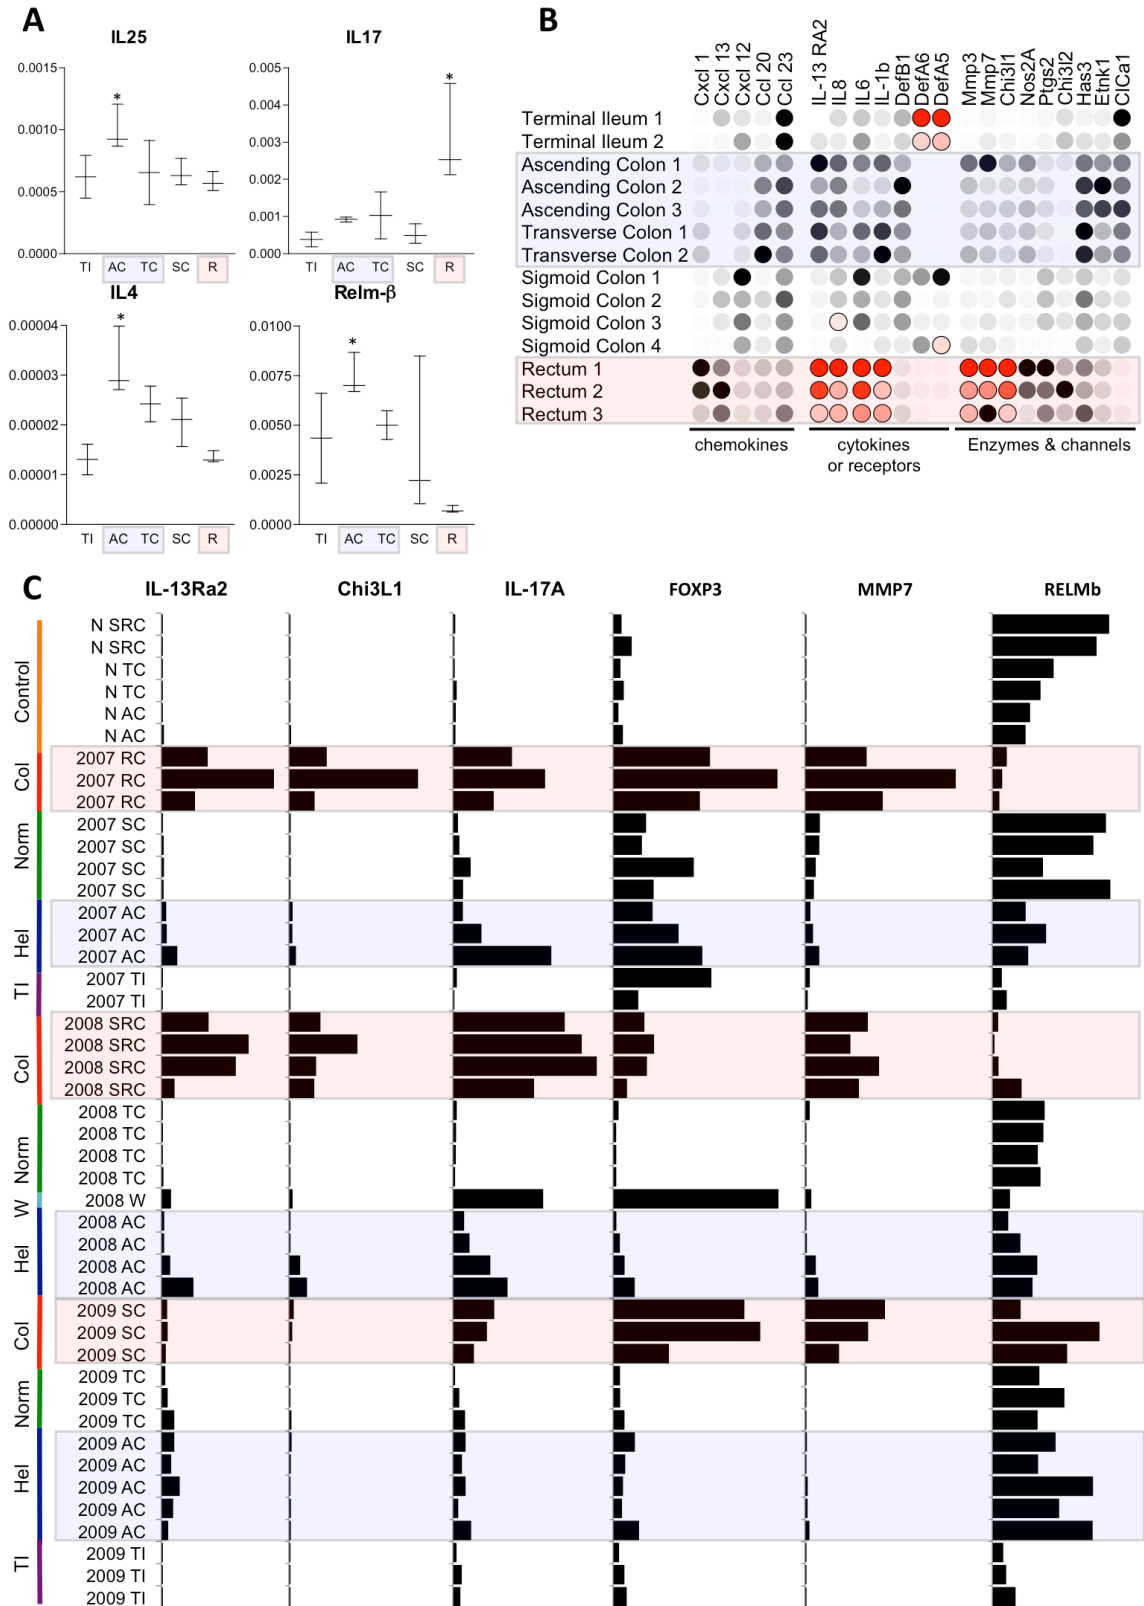 A
IL25
0.0015
0.0010
0.0005
0.0000
*
TI AC TC SC R
IL17
0.005
0.004
0.003
0.002
0.001
0.000
*
TI AC TC SC R
IL4
0.00004
0.00003
0.00002
0.00001
0.00000
*
TI AC TC SC R
Relm-β
0.0100
0.0075
0.0050
0.0025
0.0000
*
TI AC TC SC R
B
Cxcl 1
Cxcl 13
Cxcl 12
Ccl 20
Ccl 23
IL-13 RA2
IL8
IL6
IL-1b
DefB1
DefA6
DefA5
Mmp3
Mmp7
Chi3l1
Nos2A
Ptgs2
Chi3l2
Has3
Etnk1
ClCa1
Terminal Ileum 1
Terminal Ileum 2
Ascending Colon 1
Ascending Colon 2
Ascending Colon 3
Transverse Colon 1
Transverse Colon 2
Sigmoid Colon 1
Sigmoid Colon 2
Sigmoid Colon 3
Sigmoid Colon 4
Rectum 1
Rectum 2
Rectum 3
chemokines
cytokines
or receptors
Enzymes & channels
C
IL-13Ra2 Chi3L1 IL-17A FOXP3 MMP7 RELMb
Control
N SRC
N SRC
N TC
N TC
N AC
N AC
Col
2007 RC
2007 RC
2007 RC
Norm
2007 SC
2007 SC
2007 SC
2007 SC
Hel
2007 AC
2007 AC
2007 AC
TI
2007 TI
2007 TI
Col
2008 SRC
2008 SRC
2008 SRC
2008 SRC
Norm
2008 TC
2008 TC
2008 TC
2008 TC
W
2008 W
Hel
2008 AC
2008 AC
2008 AC
2008 AC
Col
2009 SC
2009 SC
2009 SC
Norm
2009 TC
2009 TC
2009 TC
Hel
2009 AC
2009 AC
2009 AC
2009 AC
2009 AC
TI
2009 TI
2009 TI
2009 TI